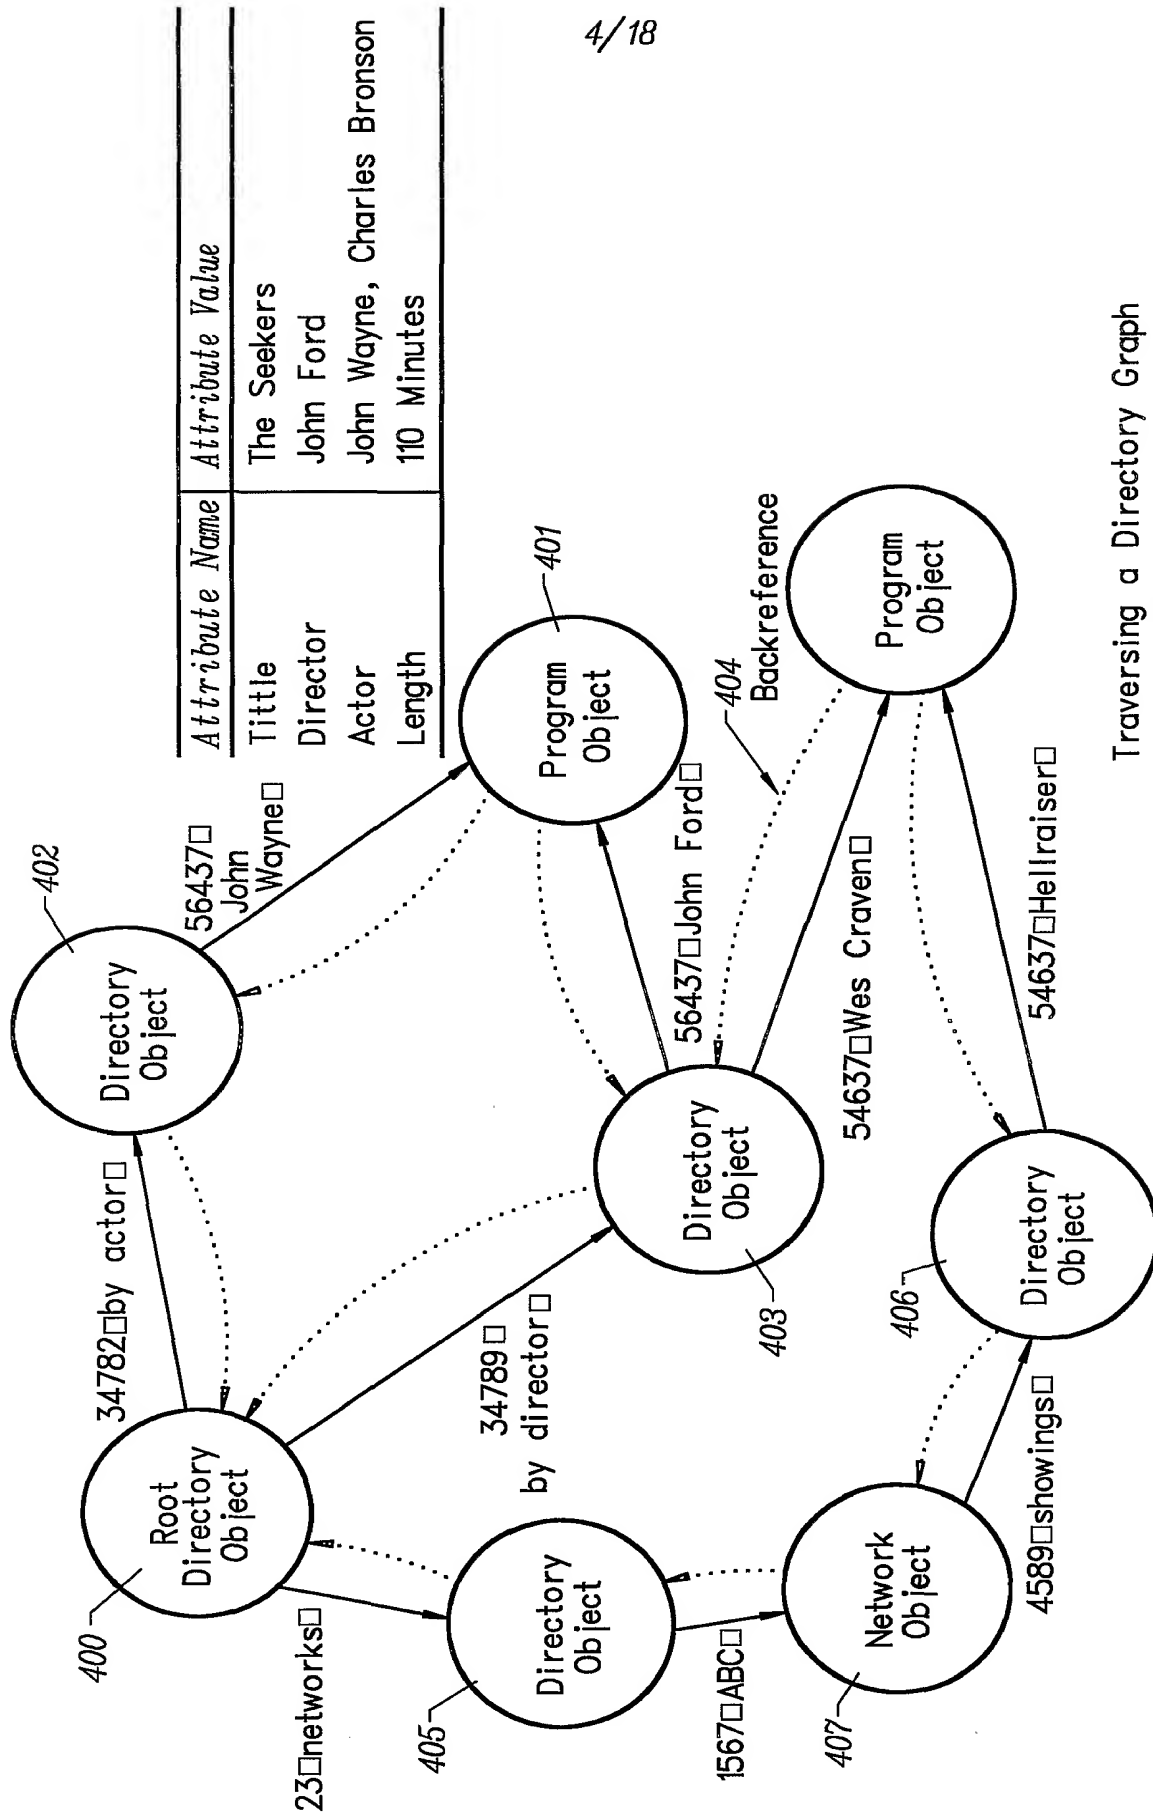 4/18
Attribute Name Attribute Value
Tittle The Seekers
Director John Ford
Actor John Wayne, Charles Bronson
Length 110 Minutes
402
Directory
Object
56437□
John
Wayne□
34782□by actor□
400
Root
Directory
Object
401
Program
Object
23□networks□
34789□
by director□
56437□John Ford□
404
Backreference
405
Directory
Object
403
Directory
Object
54637□Wes Craven□
Program
Object
1567□ABC□
407
Network
Object
406
Directory
Object
54637□Hellraiser□
4589□showings□
Traversing a Directory Graph